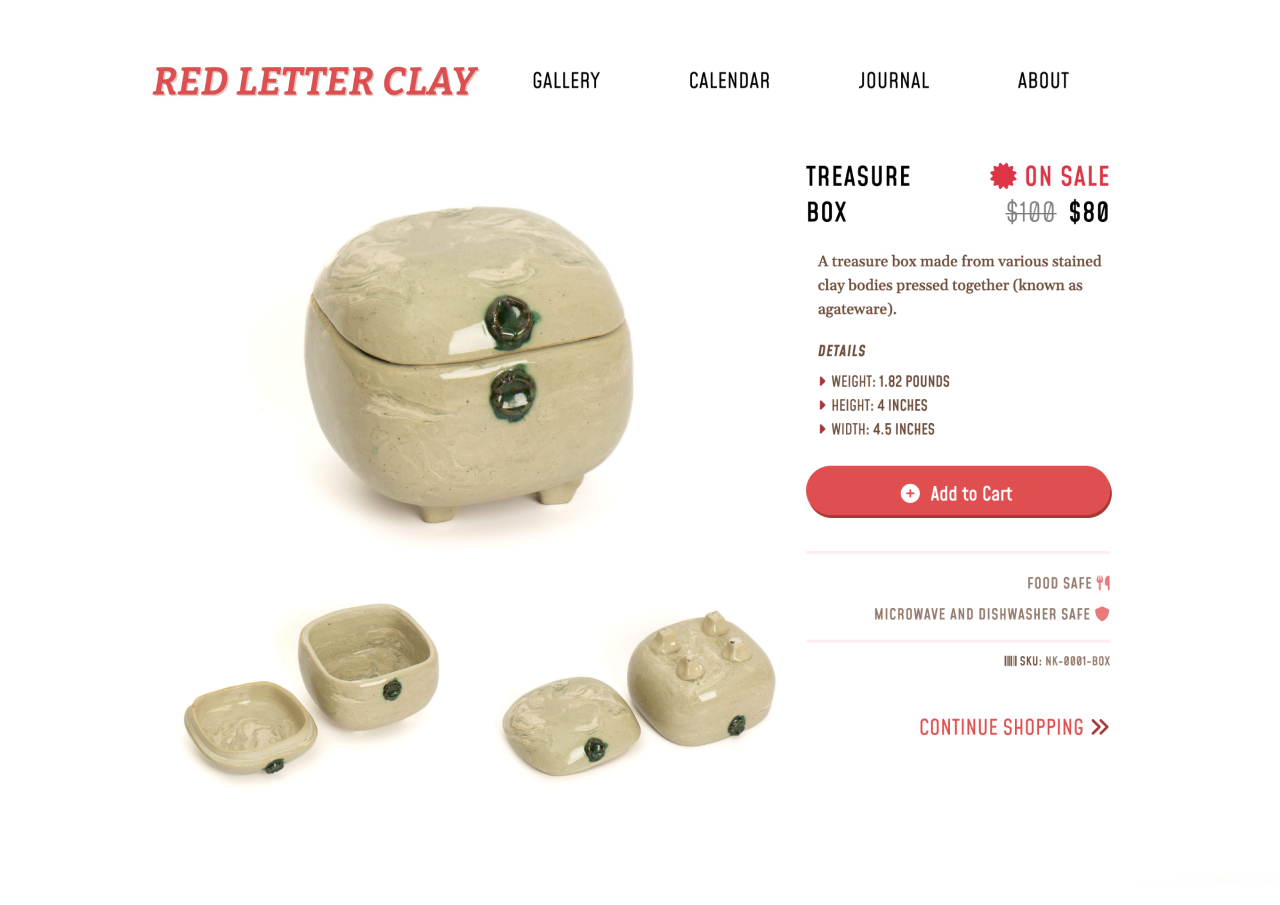 RED LETTER CLAY
GALLERY
CALENDAR
JOURNAL
ABOUT
TREASURE BOX
ON SALE
$100 $80
A treasure box made from various stained
clay bodies pressed together (known as
agateware).
DETAILS
WEIGHT: 1.82 POUNDS
HEIGHT: 4 INCHES
WIDTH: 4.5 INCHES
Add to Cart
FOOD SAFE
MICROWAVE AND DISHWASHER SAFE
SKU: NK-0001-BOX
CONTINUE SHOPPING